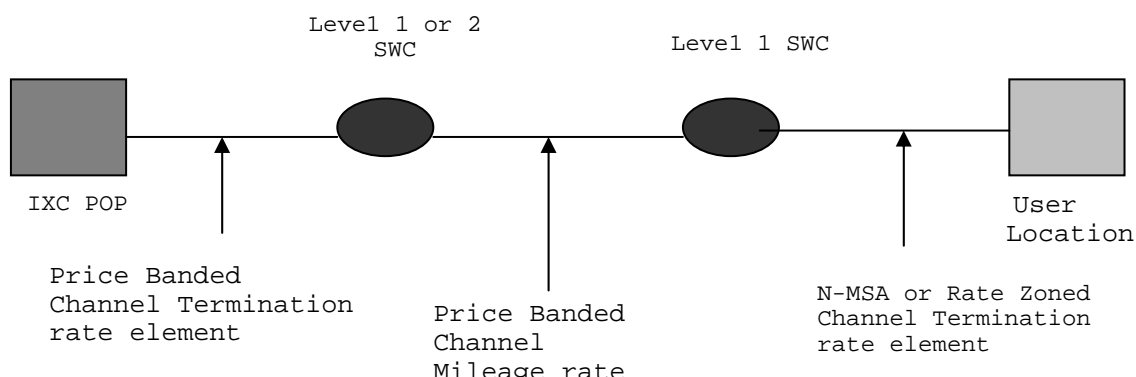 Level 1 or 2
SWC
Level 1 SWC
IXC POP
User
Location
Price Banded
Channel Termination
rate element
Price Banded
Channel
Mileage rate
N-MSA or Rate Zoned
Channel Termination
rate element